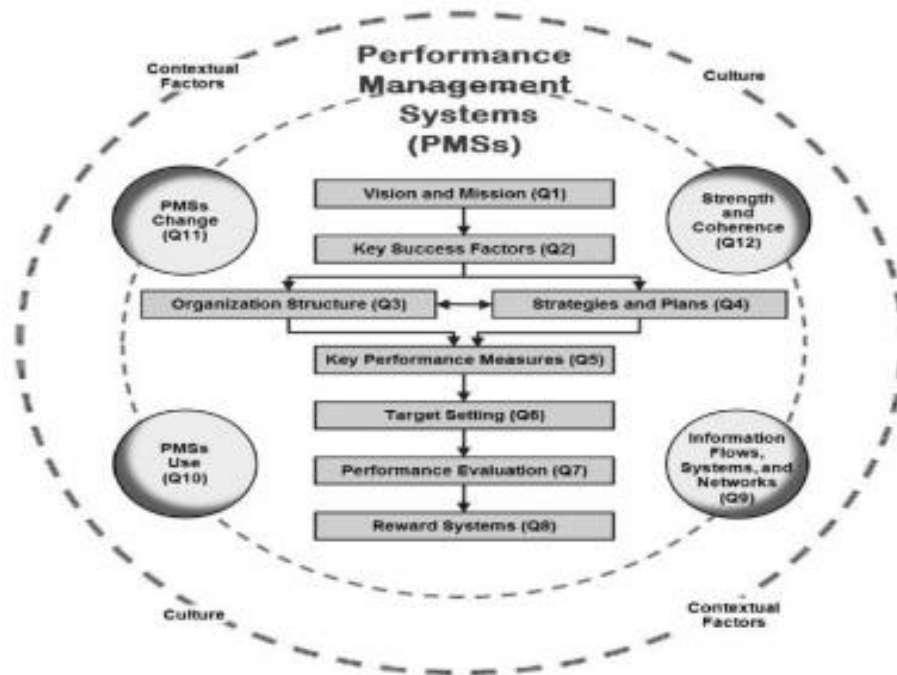 Performance
Management
Systems
(PMSs)
Contextual
Factors
Culture
PMSs
Change
(Q11)
Vision and Mission (Q1)
Strength
and
Coherence
(Q12)
Key Success Factors (Q2)
Organization Structure (Q3)
Strategies and Plans (Q4)
Key Performance Measures (Q5)
Target Setting (Q6)
PMSs
Use
(Q10)
Performance Evaluation (Q7)
Information
Flows,
Systems, and
Networks
(Q9)
Reward Systems (Q8)
Culture
Contextual
Factors